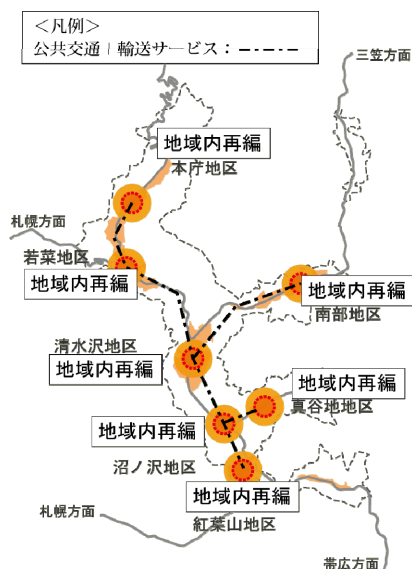 ＜凡例＞
公共交通｜輸送サービス：
三笠方面
地域内再編
本庁地区
札幌方面
若菜地区
地域内再編
地域内再編
南部地区
清水沢地区
地域内再編
地域内再編
真谷地地区
地域内再編
沼ノ沢地区
地域内再編
紅葉山地区
札幌方面
帯広方面